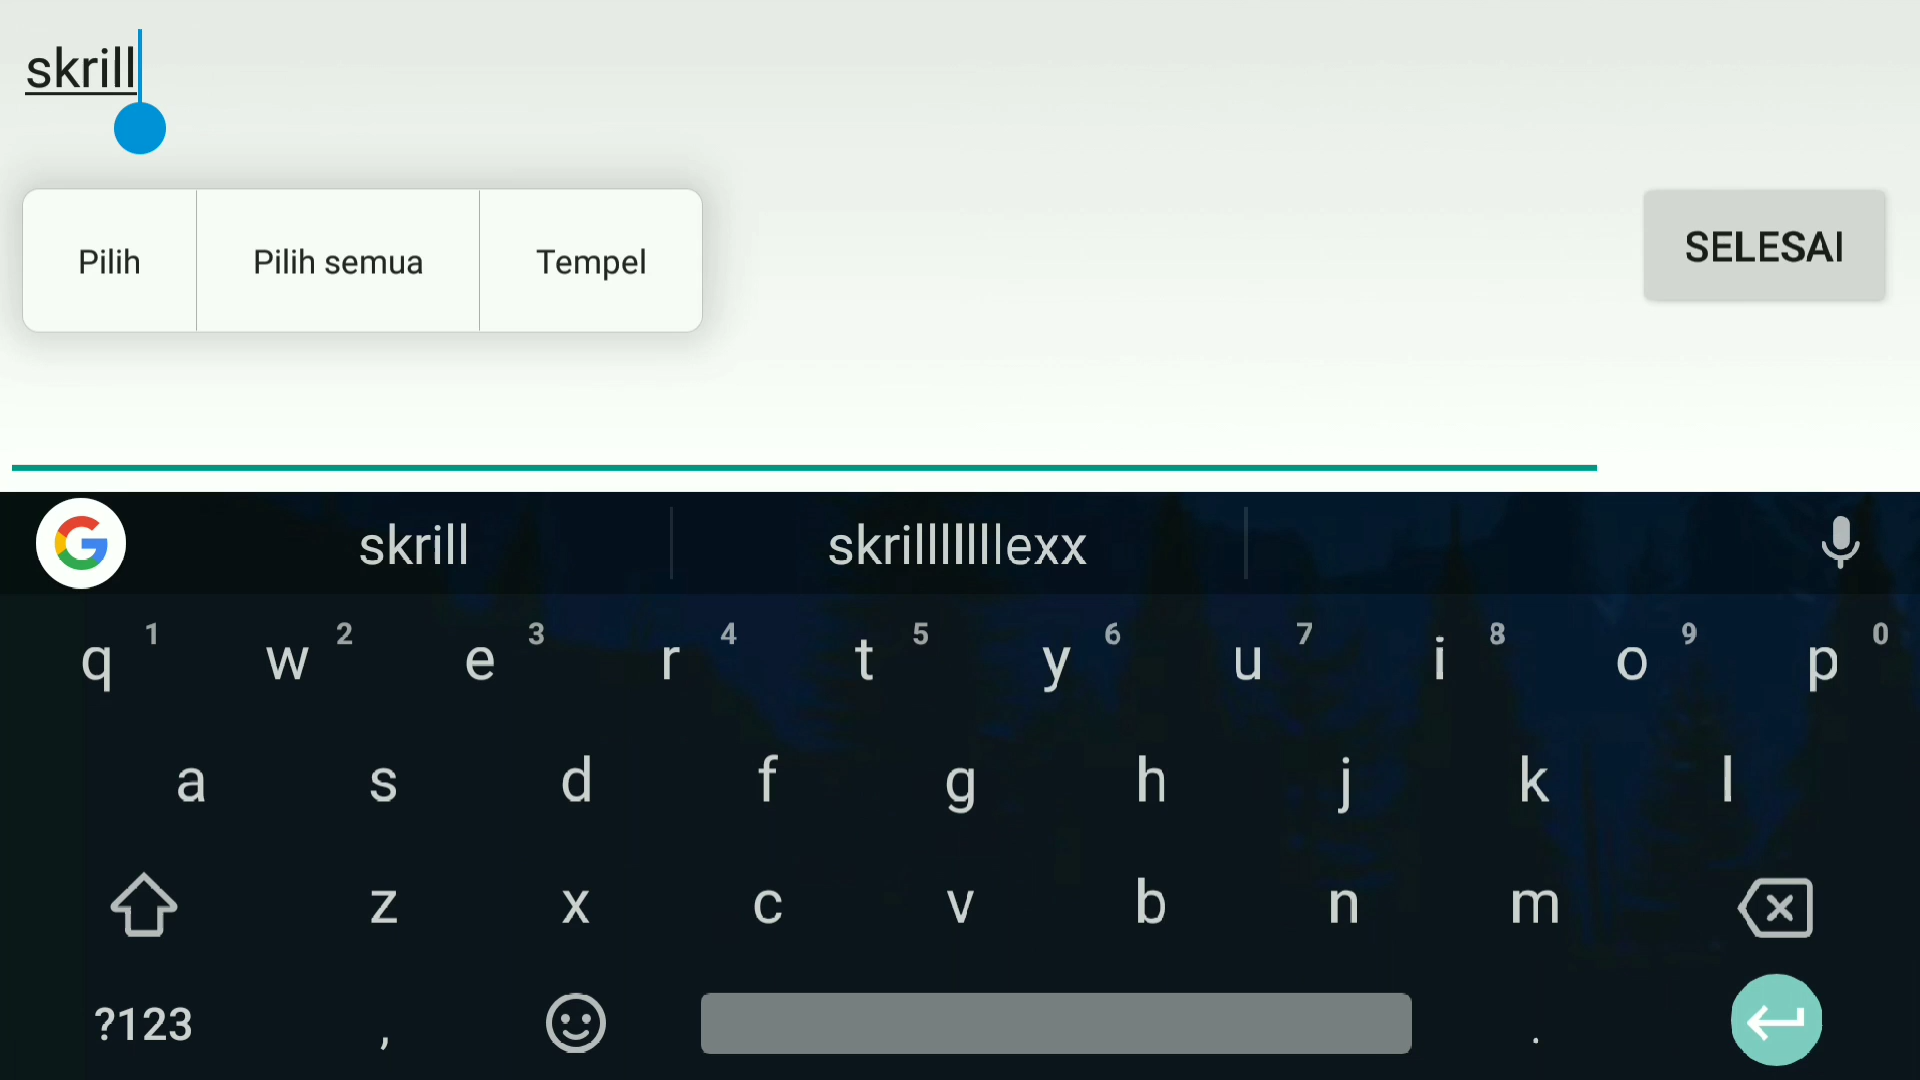 skrill
Pilih Pilih semua Tempel
SELESAI
G skrill skrillllllllexx
q 1 w 2 e 3 r 4 t 5 y 6 u 7 i 8 o 9 p 0
a s d f g h j k l
z x c v b n m
?123 , .